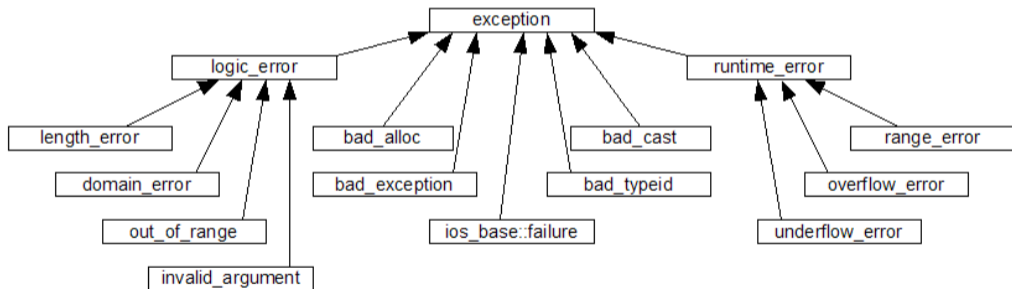 exception
logic_error
runtime_error
length_error
bad_alloc
bad_cast
range_error
domain_error
bad_exception
bad_typeid
overflow_error
out_of_range
ios_base::failure
underflow_error
invalid_argument